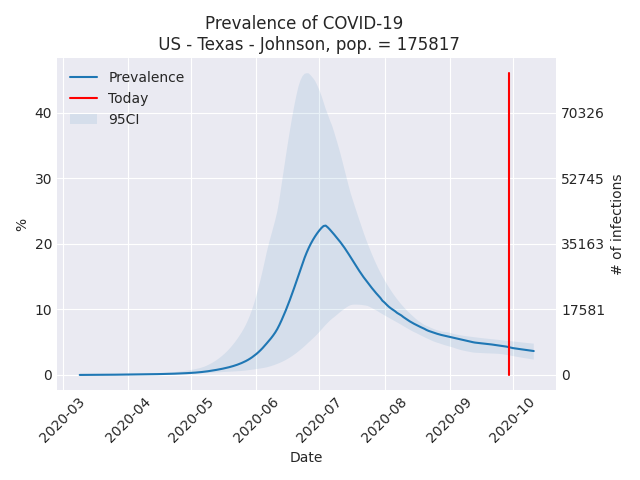 Prevalence of COVID-19
US - Texas - Johnson, pop. = 175817
Prevalence
Today
95CI
%
40
30
20
10
0
70326
52745
35163
17581
0
# of infections
2020-03
2020-04
2020-05
2020-06
2020-07
2020-08
2020-09
2020-10
Date